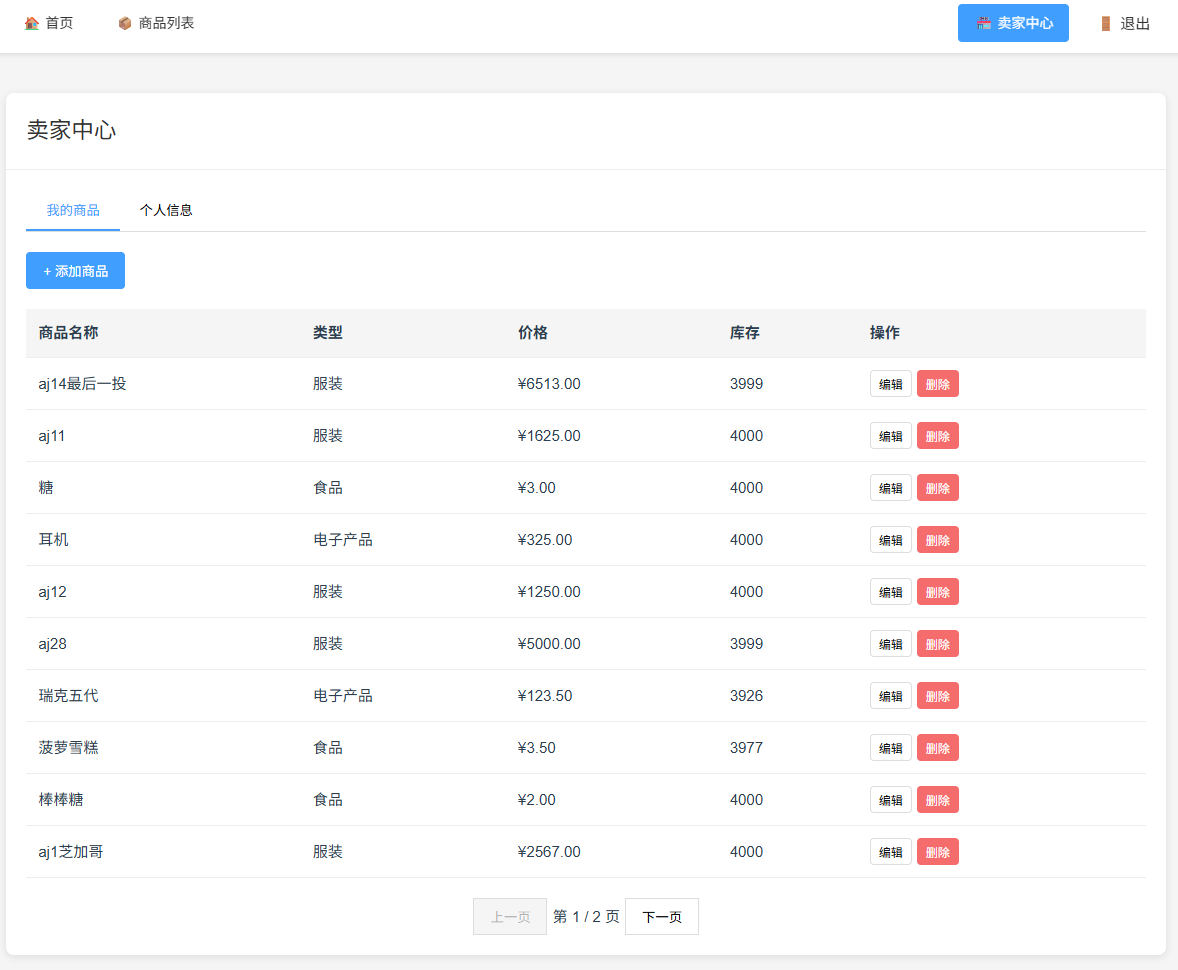 首页 商品列表 卖家中心 退出
卖家中心
我的商品 个人信息
+ 添加商品
商品名称 类型 价格 库存 操作
aj14最后一投 服装 ¥6513.00 3999 编辑 删除
aj11 服装 ¥1625.00 4000 编辑 删除
糖 食品 ¥3.00 4000 编辑 删除
耳机 电子产品 ¥325.00 4000 编辑 删除
aj12 服装 ¥1250.00 4000 编辑 删除
aj28 服装 ¥5000.00 3999 编辑 删除
瑞克五代 电子产品 ¥123.50 3926 编辑 删除
菠萝雪糕 食品 ¥3.50 3977 编辑 删除
棒棒糖 食品 ¥2.00 4000 编辑 删除
aj1芝加哥 服装 ¥2567.00 4000 编辑 删除
上一页 第 1 / 2 页 下一页